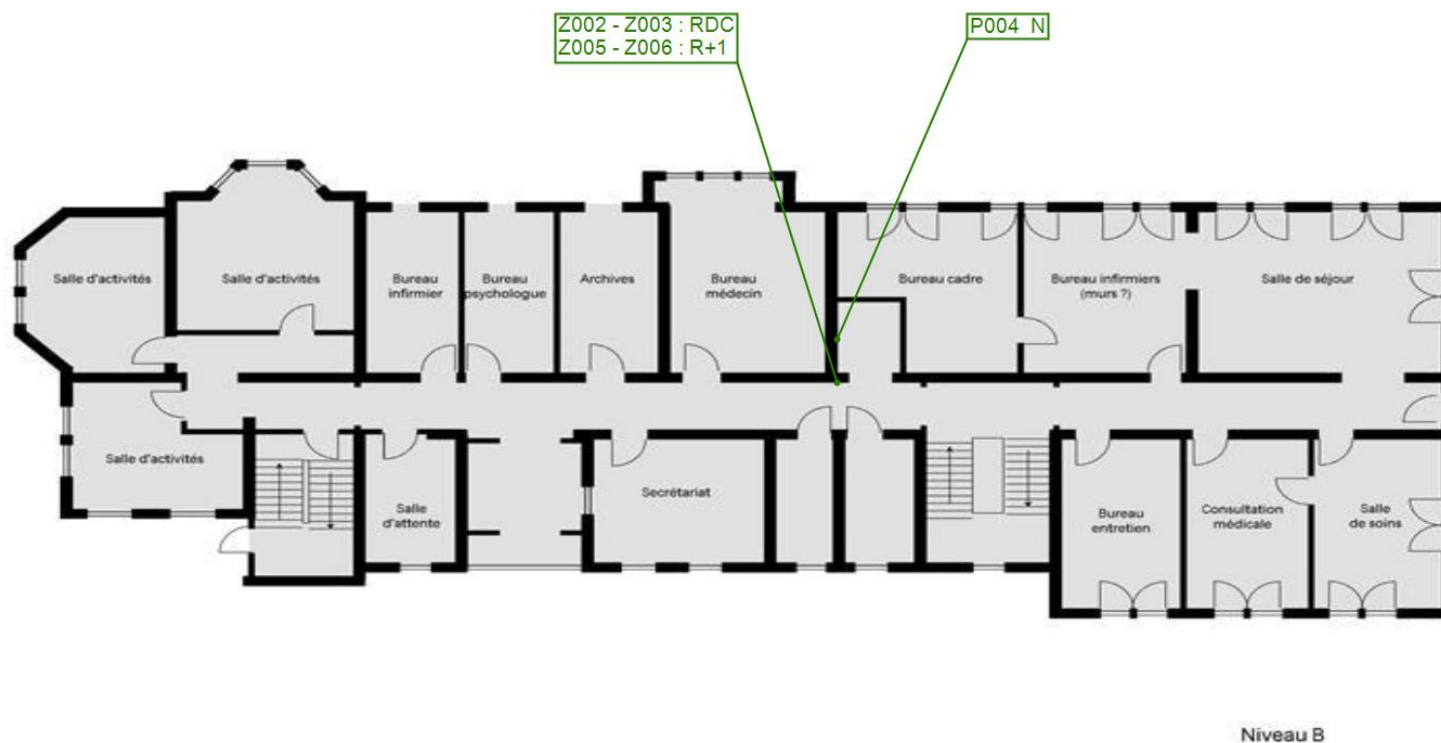 Z002 - Z003 : RDC
Z005 - Z006 : R+1
P004 N
Salle d'activités
Salle d'activités
Bureau
infirmier
Bureau
psychologue
Archives
Bureau
médecin
Bureau cadre
Bureau infirmiers
(murs ?)
Salle de séjour
Salle d'activités
Salle
d'attente
Secrétariat
Bureau
entretien
Consultation
médicale
Salle
de soins
Niveau B